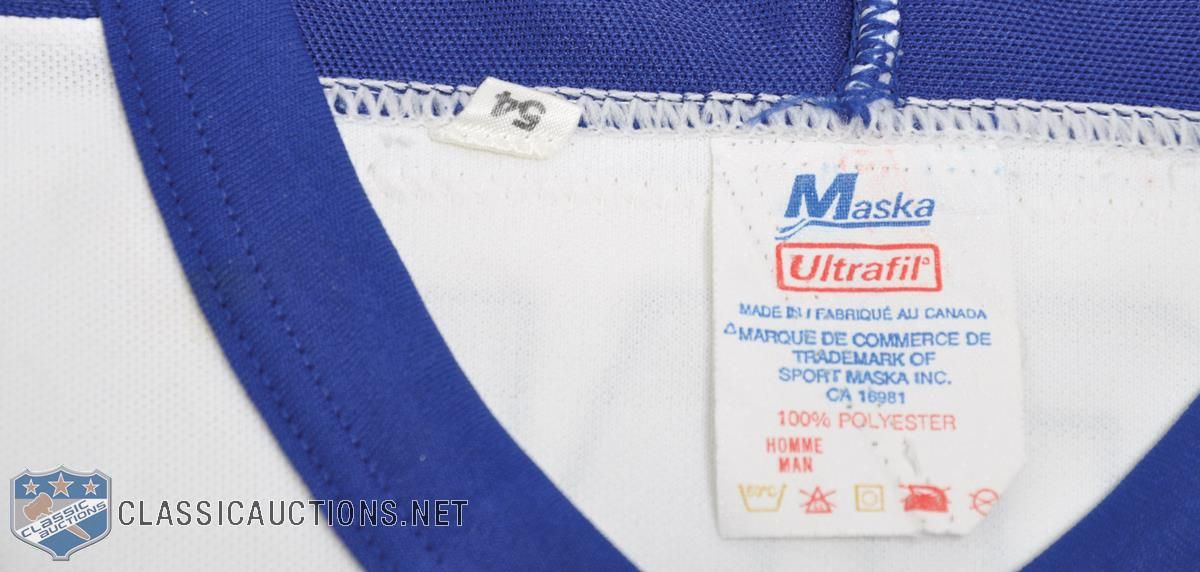 54
Maska
Ultrafil
MADE IN / FABRIQUÉ AU CANADA
MARQUE DE COMMERCE DE
TRADEMARK OF
SPORT MASKA INC.
CA 16981
100% POLYESTER
HOMME
MAN
60°C
CLASSIC
AUCTIONS
CLASSICAUCTIONS.NET